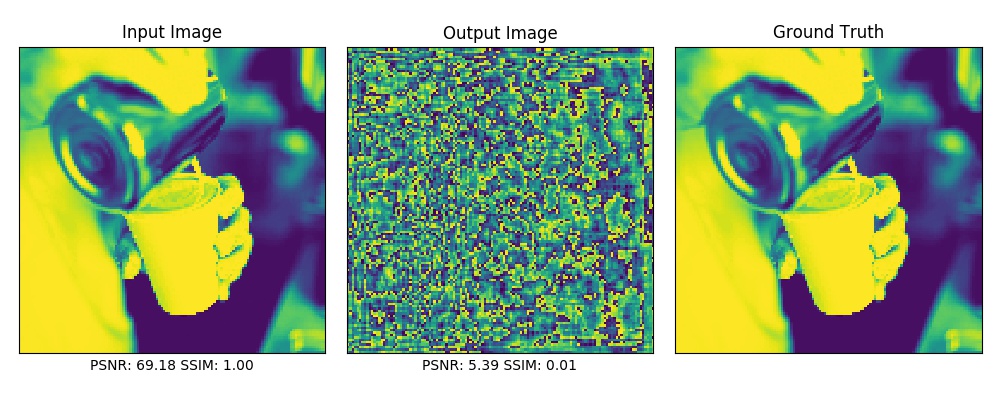 Input Image
Output Image
Ground Truth
PSNR: 69.18 SSIM: 1.00
PSNR: 5.39 SSIM: 0.01